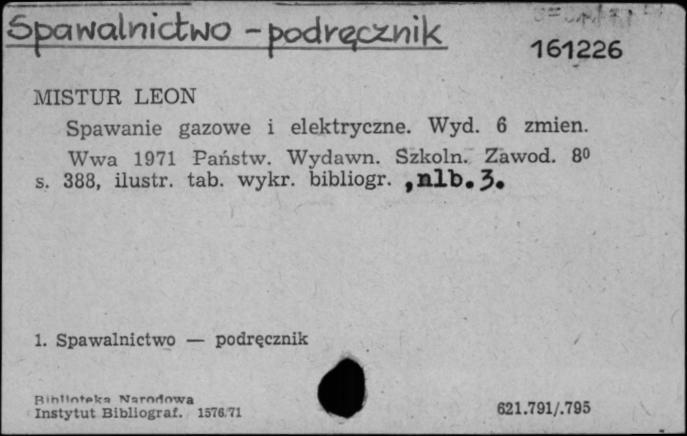 Spawalnictwo - podręcznik
161226
MISTUR LEON
Spawanie gazowe i elektryczne. Wyd. 6 zmien.
Wwa 1971 Państw. Wydawn. Szkoln. Zawod. 8⁰
s. 388, ilustr. tab. wykr. bibliogr. , nlb. 3.
1. Spawalnictwo — podręcznik
Biblioteka Narodowa
Instytut Bibliograf. 1576/71
621.791/.795